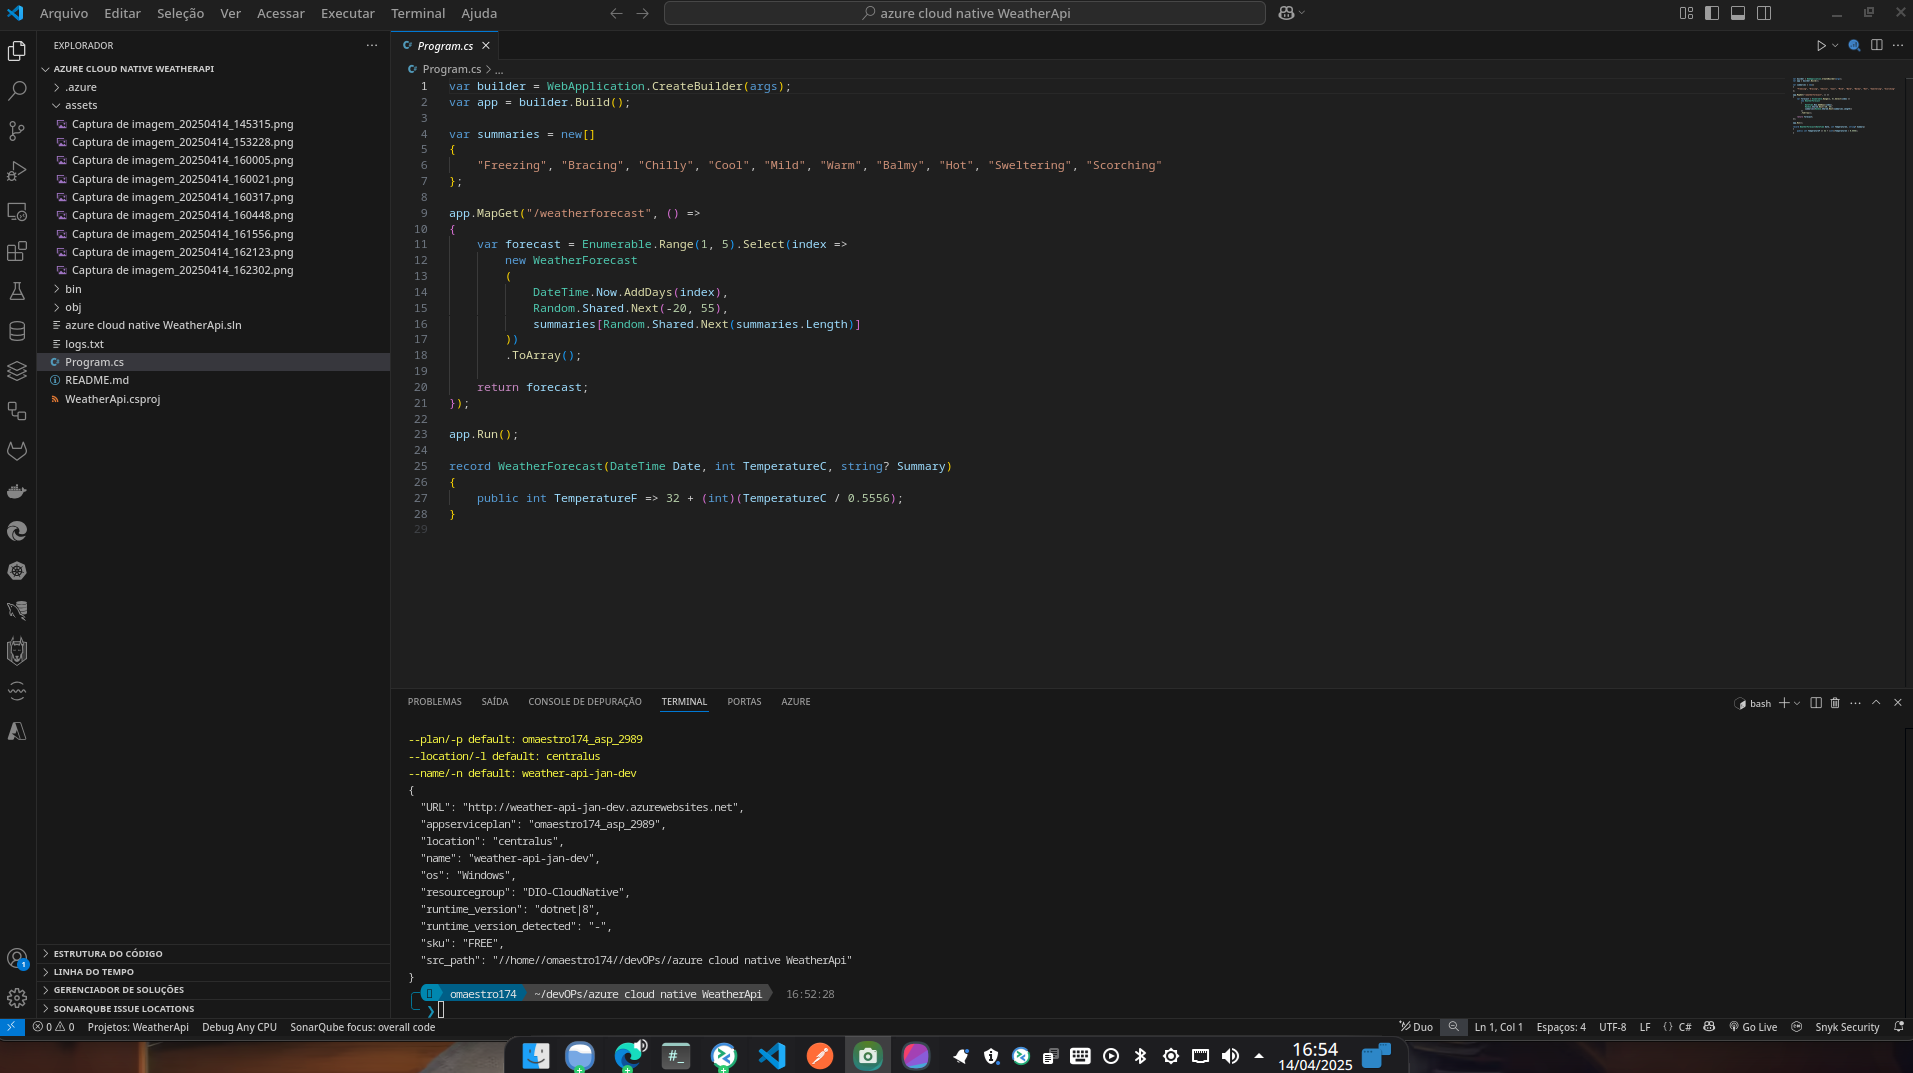 Arquivo Editar Seleção Ver Acessar Executar Terminal Ajuda
azure cloud native WeatherApi
EXPLORADOR
AZURE CLOUD NATIVE WEATHERAPI
.azure
assets
Captura de imagem_20250414_145315.png
Captura de imagem_20250414_153228.png
Captura de imagem_20250414_160005.png
Captura de imagem_20250414_160021.png
Captura de imagem_20250414_160317.png
Captura de imagem_20250414_160448.png
Captura de imagem_20250414_161556.png
Captura de imagem_20250414_162123.png
Captura de imagem_20250414_162302.png
bin
obj
azure cloud native WeatherApi.sln
logs.txt
Program.cs
README.md
WeatherApi.csproj
ESTRUTURA DO CÓDIGO
LINHA DO TEMPO
GERENCIADOR DE SOLUÇÕES
SONARQUBE ISSUE LOCATIONS
Program.cs
Program.cs > ...
1 var builder = WebApplication.CreateBuilder(args);
2 var app = builder.Build();
3
4 var summaries = new[]
5 {
6 "Freezing", "Bracing", "Chilly", "Cool", "Mild", "Warm", "Balmy", "Hot", "Sweltering", "Scorching"
7 };
8
9 app.MapGet("/weatherforecast", () =>
10 {
11 var forecast = Enumerable.Range(1, 5).Select(index =>
12 new WeatherForecast
13 (
14 DateTime.Now.AddDays(index),
15 Random.Shared.Next(-20, 55),
16 summaries[Random.Shared.Next(summaries.Length)]
17 ))
18 .ToArray();
19
20 return forecast;
21 });
22
23 app.Run();
24
25 record WeatherForecast(DateTime Date, int TemperatureC, string? Summary)
26 {
27 public int TemperatureF => 32 + (int)(TemperatureC / 0.5556);
28 }
29
PROBLEMAS SAÍDA CONSOLE DE DEPURAÇÃO TERMINAL PORTAS AZURE
bash
--plan/-p default: omaestro174_asp_2989
--location/-l default: centralus
--name/-n default: weather-api-jan-dev
{
"URL": "http://weather-api-jan-dev.azurewebsites.net",
"appserviceplan": "omaestro174_asp_2989",
"location": "centralus",
"name": "weather-api-jan-dev",
"os": "Windows",
"resourcegroup": "DIO-CloudNative",
"runtime_version": "dotnet|8",
"runtime_version_detected": "-",
"sku": "FREE",
"src_path": "//home//omaestro174//devOPs//azure cloud native WeatherApi"
}
omaestro174 ~/devOPs/azure cloud native WeatherApi 16:52:28
0 0 Projetos: WeatherApi Debug Any CPU SonarQube focus: overall code
Duo Ln 1, Col 1 Espaços: 4 UTF-8 LF {} C# Go Live Snyk Security
1
#_
16:54
14/04/2025